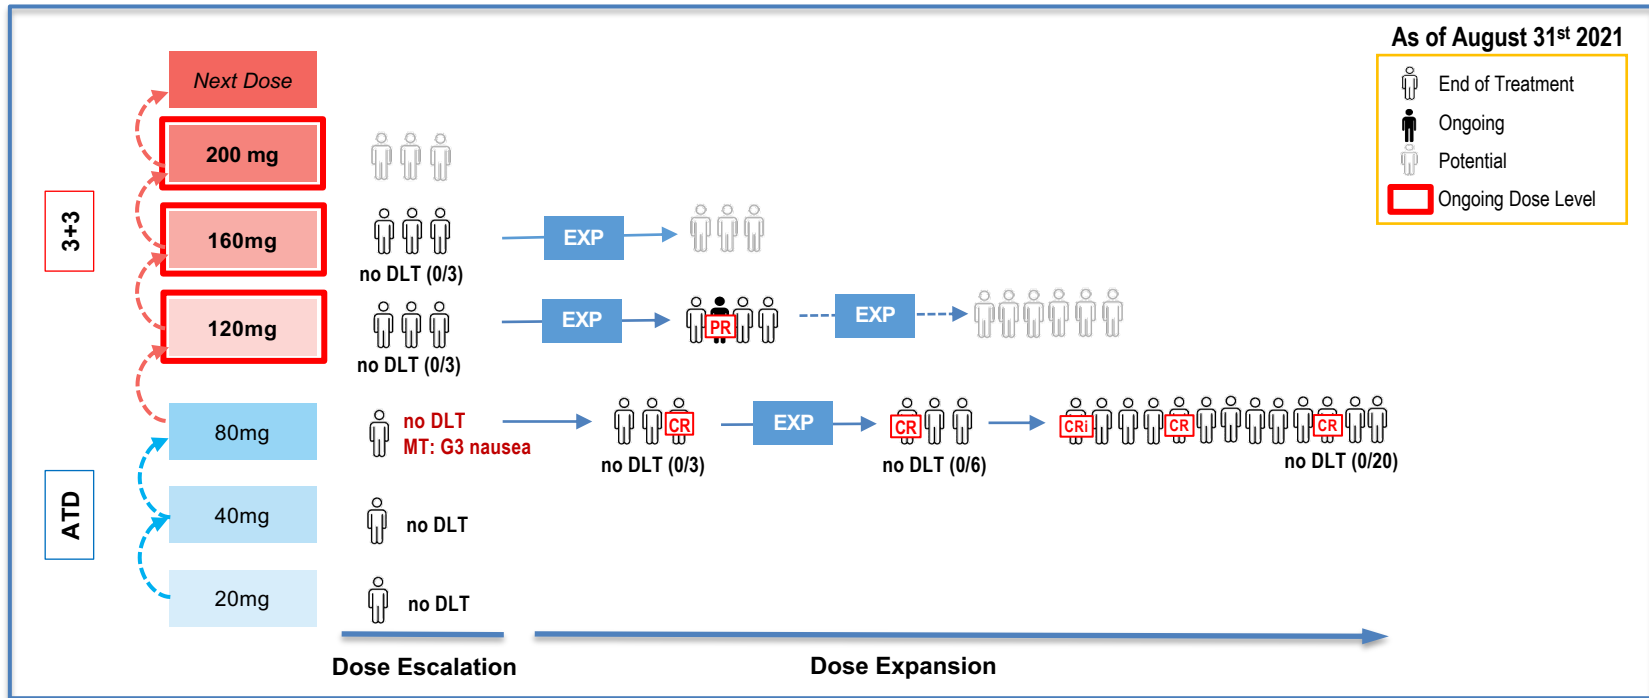 As of August 31st 2021
End of Treatment
Ongoing
Potential
Ongoing Dose Level
3+3
ATD
Next Dose
200 mg
160mg
EXP
no DLT (0/3)
120mg
EXP
PR
EXP
no DLT (0/3)
80mg
no DLT
MT: G3 nausea
CR
EXP
CR
CRi
CR
CR
no DLT (0/3)
no DLT (0/6)
no DLT (0/20)
40mg
no DLT
20mg
no DLT
Dose Escalation
Dose Expansion